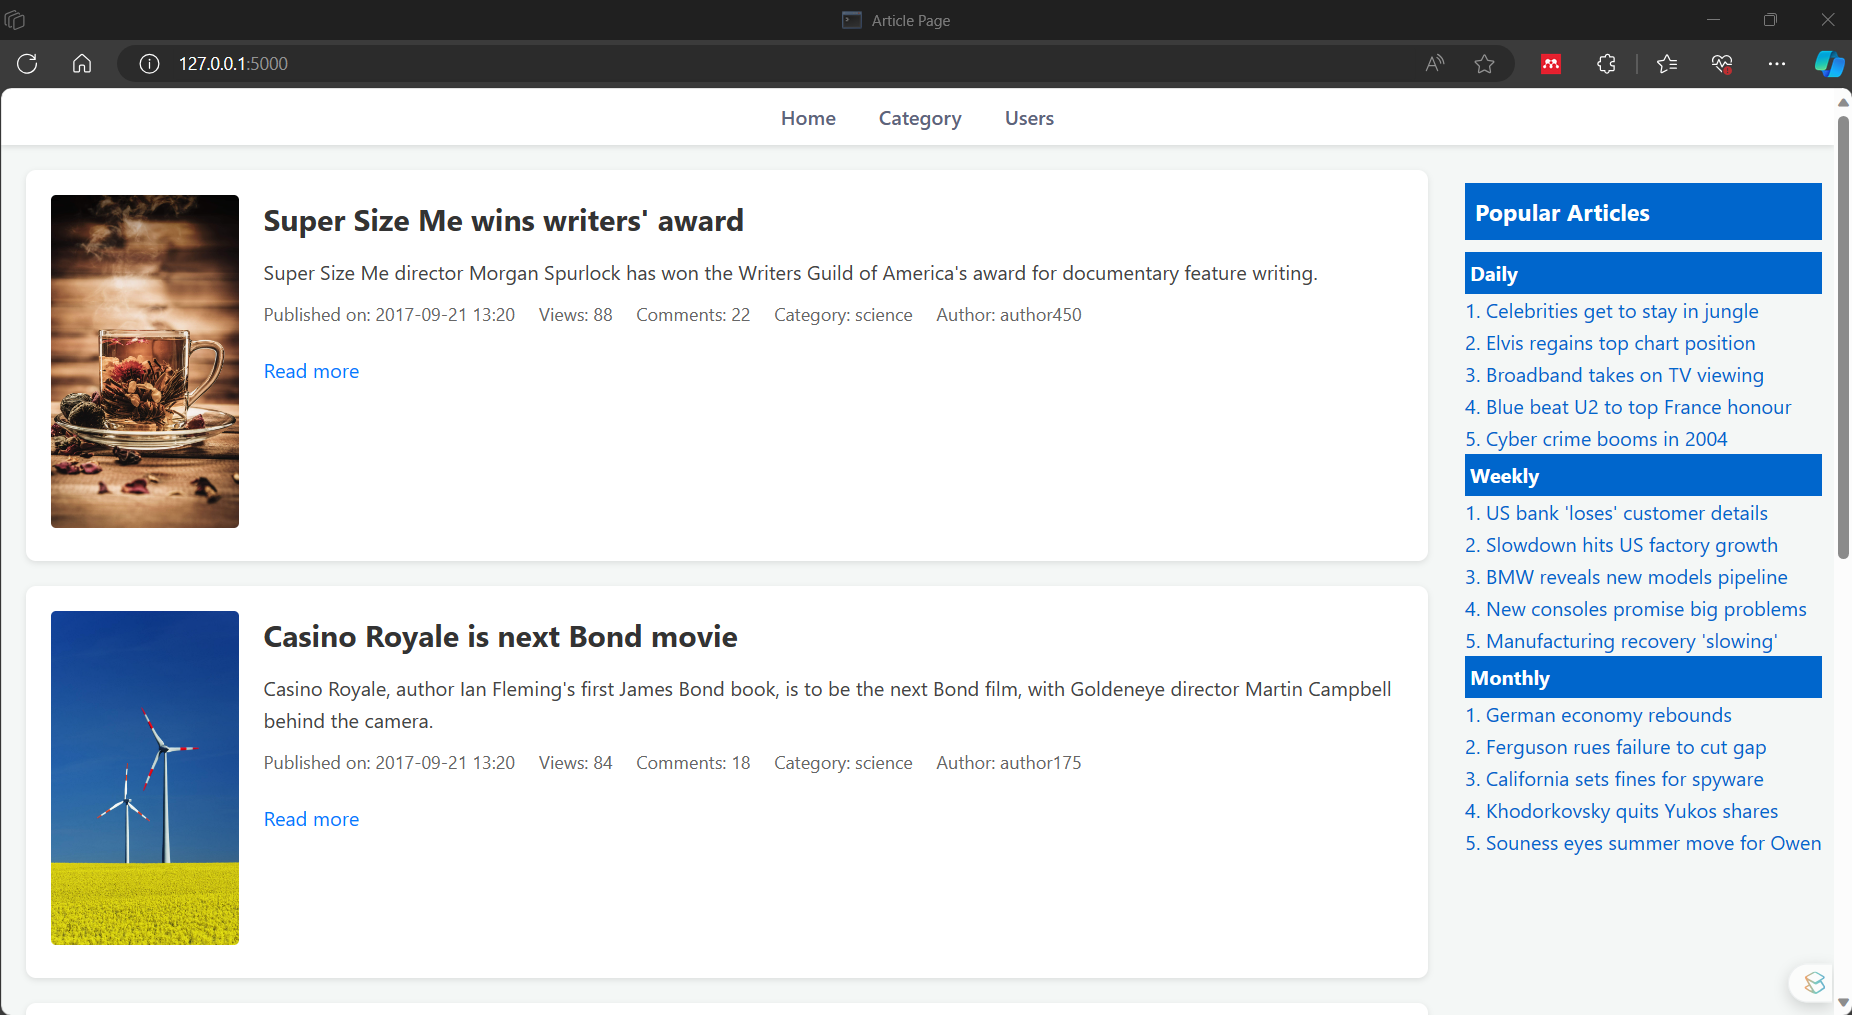 Article Page
127.0.0.1:5000
Home Category Users
Super Size Me wins writers' award
Super Size Me director Morgan Spurlock has won the Writers Guild of America's award for documentary feature writing.
Published on: 2017-09-21 13:20 Views: 88 Comments: 22 Category: science Author: author450
Read more
Casino Royale is next Bond movie
Casino Royale, author Ian Fleming's first James Bond book, is to be the next Bond film, with Goldeneye director Martin Campbell
behind the camera.
Published on: 2017-09-21 13:20 Views: 84 Comments: 18 Category: science Author: author175
Read more
Popular Articles
Daily
1. Celebrities get to stay in jungle
2. Elvis regains top chart position
3. Broadband takes on TV viewing
4. Blue beat U2 to top France honour
5. Cyber crime booms in 2004
Weekly
1. US bank 'loses' customer details
2. Slowdown hits US factory growth
3. BMW reveals new models pipeline
4. New consoles promise big problems
5. Manufacturing recovery 'slowing'
Monthly
1. German economy rebounds
2. Ferguson rues failure to cut gap
3. California sets fines for spyware
4. Khodorkovsky quits Yukos shares
5. Souness eyes summer move for Owen